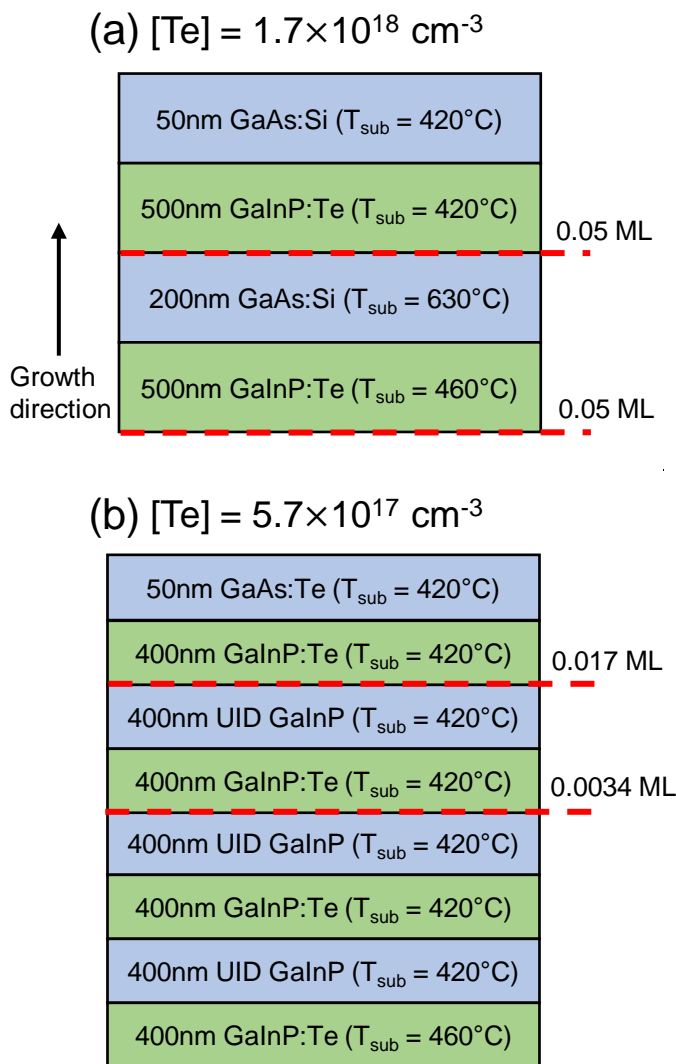 (a) [Te] = 1.7×10¹⁸ cm⁻³
50nm GaAs:Si (Tsub = 420°C)
500nm GaInP:Te (Tsub = 420°C)
0.05 ML
200nm GaAs:Si (Tsub = 630°C)
Growth
direction
500nm GaInP:Te (Tsub = 460°C)
0.05 ML
(b) [Te] = 5.7×10¹⁷ cm⁻³
50nm GaAs:Te (Tsub = 420°C)
400nm GaInP:Te (Tsub = 420°C)
0.017 ML
400nm UID GaInP (Tsub = 420°C)
400nm GaInP:Te (Tsub = 420°C)
0.0034 ML
400nm UID GaInP (Tsub = 420°C)
400nm GaInP:Te (Tsub = 420°C)
400nm UID GaInP (Tsub = 420°C)
400nm GaInP:Te (Tsub = 460°C)